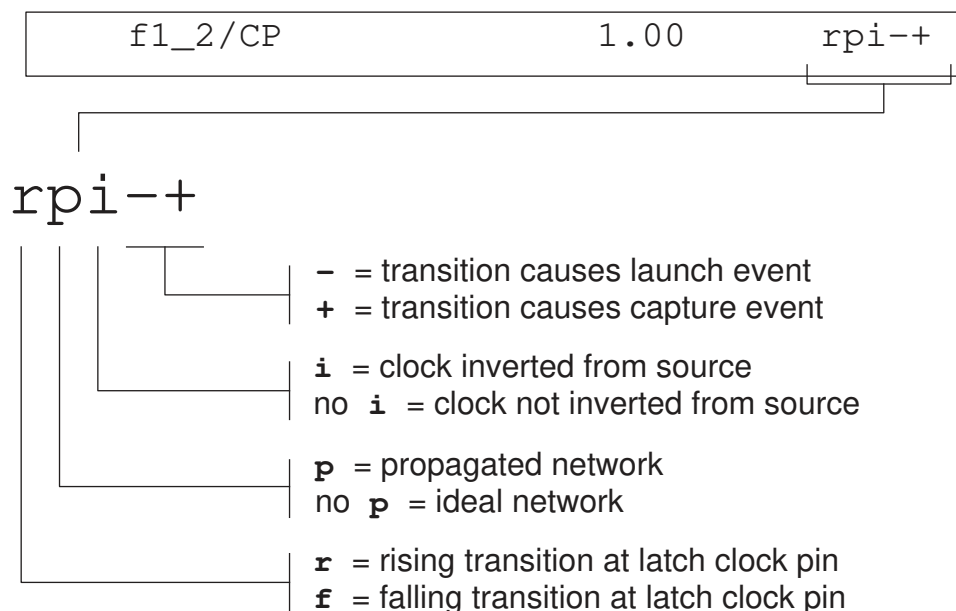 f1_2/CP 1.00 rpi-+
rpi-+
- = transition causes launch event
+ = transition causes capture event
i = clock inverted from source
no i = clock not inverted from source
p = propagated network
no p = ideal network
r = rising transition at latch clock pin
f = falling transition at latch clock pin